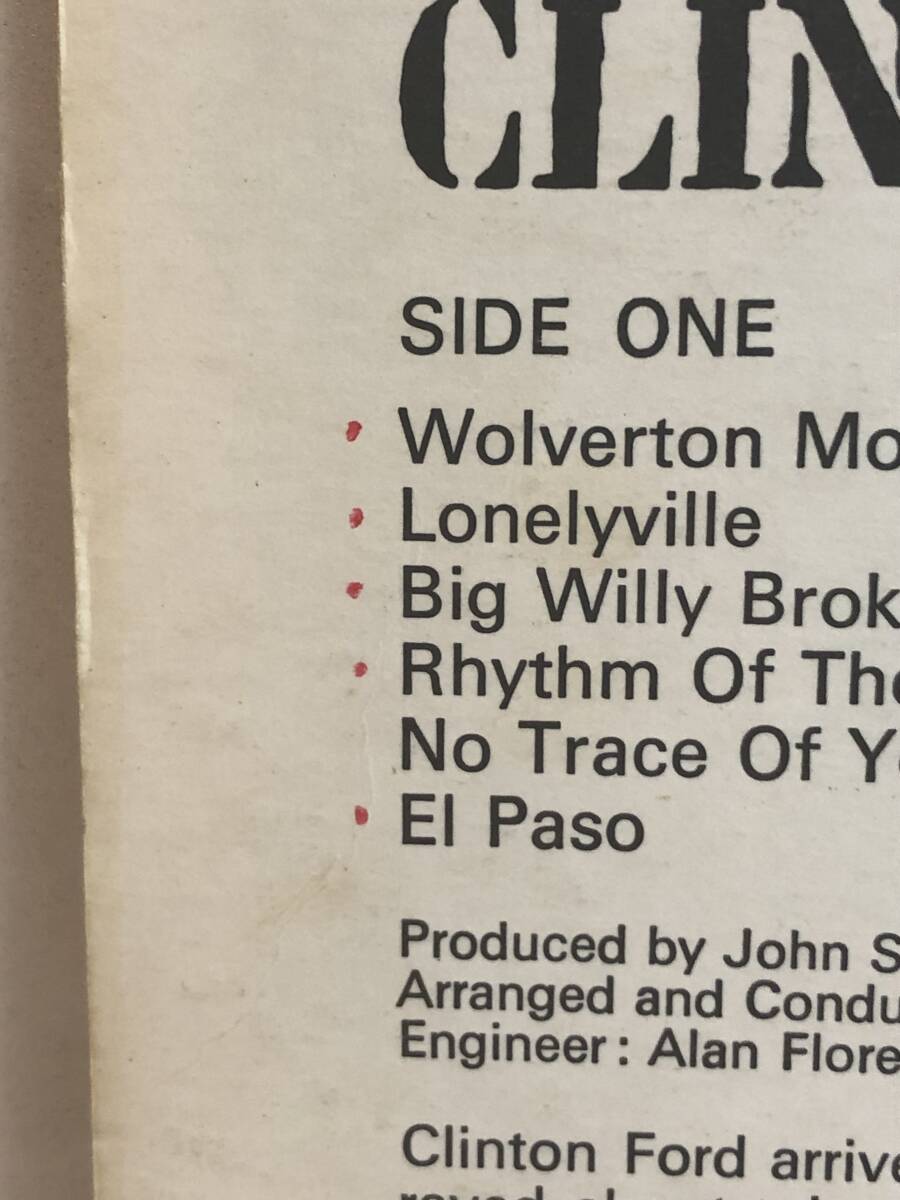 CLIN
SIDE ONE
Wolverton Mo
Lonelyville
Big Willy Brok
Rhythm Of The
No Trace Of Y
El Paso
Produced by John S
Arranged and Condu
Engineer: Alan Flore
Clinton Ford arrive